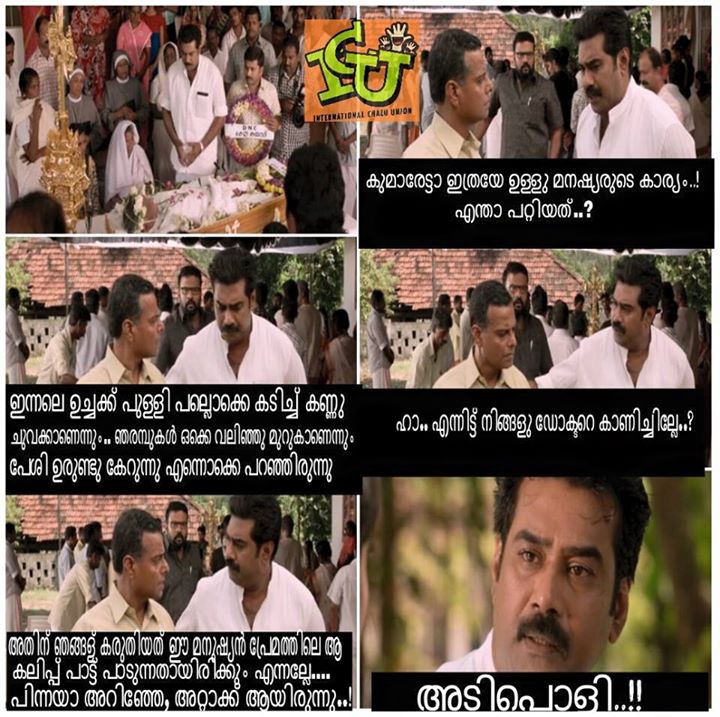 ICU
INTERNATIONAL CHALU UNION
D N C
കുമാരേട്ടാ ഇത്രയേ ഉള്ളു മനഷ്യരുടെ കാര്യം..!
എന്താ പറ്റിയത്..?
ഇന്നലെ ഉച്ചക്ക് പുള്ളി പല്ലൊക്കെ കടിച്ച് കണ്ണു
ചുവക്കാണെന്നും.. ഞരമ്പുകൾ ഒക്കെ വലിഞ്ഞു മുറുകാണെന്നും
പേശി ഉരുണ്ടു കേറുന്നു എന്നൊക്കെ പറഞ്ഞിരുന്നു
ഹാ.. എന്നിട്ട് നിങ്ങളു ഡോക്ടറെ കാണിച്ചില്ലേ..?
അതിന് ഞങ്ങള് കരുതിയത് ഈ മനുഷ്യൻ പ്രേമത്തിലെ ആ
കലിപ്പ് പാട്ട് പാടുന്നതായിരിക്കും എന്നല്ലേ....
പിന്നയാ അറിഞ്ഞേ, അറ്റാക്ക് ആയിരുന്നു..!
അടിപൊളി..!!